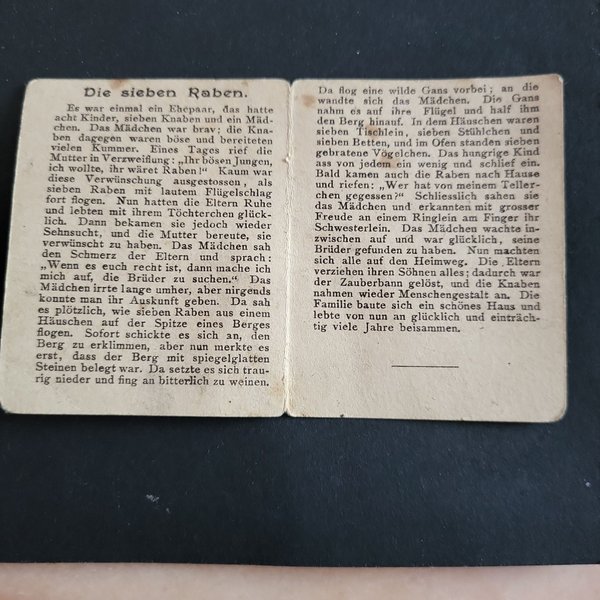 Die sieben Raben.
Es war einmal ein Ehepaar, das hatte
acht Kinder, sieben Knaben und ein Mäd-
chen. Das Mädchen war brav; die Kna-
ben dagegen waren böse und bereiteten
vielen Kummer. Eines Tages rief die
Mutter in Verzweiflung: „Ihr bösen Jungen,
ich wollte, ihr wäret Raben!“ Kaum war
diese Verwünschung ausgestossen, als
sieben Raben mit lautem Flügelschlag
fort flogen. Nun hatten die Eltern Ruhe
und lebten mit ihrem Töchterchen glück-
lich. Dann bekamen sie jedoch wieder
Sehnsucht, und die Mutter bereute, sie
verwünscht zu haben. Das Mädchen sah
den Schmerz der Eltern und sprach:
„Wenn es euch recht ist, dann mache ich
mich auf, die Brüder zu suchen.“ Das
Mädchen irrte lange umher, aber nirgends
konnte man ihr Auskunft geben. Da sah
es plötzlich, wie sieben Raben aus einem
Häuschen auf der Spitze eines Berges
flogen. Sofort schickte es sich an, den
Berg zu erklimmen, aber nun merkte es
erst, dass der Berg mit spiegelglatten
Steinen belegt war. Da setzte es sich trau-
rig nieder und fing an bitterlich zu weinen.
Da flog eine wilde Gans vorbei; an die
wandte sich das Mädchen. Die Gans
nahm es auf ihre Flügel und half ihm
den Berg hinauf. In dem Häuschen waren
sieben Tischlein, sieben Stühlchen und
sieben Betten, und im Ofen standen sieben
gebratene Vögelchen. Das hungrige Kind
ass von jedem ein wenig und schlief ein.
Bald kamen auch die Raben nach Hause
und riefen: „Wer hat von meinem Teller-
chen gegessen?“ Schliesslich sahen sie
das Mädchen und erkannten mit grosser
Freude an einem Ringlein am Finger ihr
Schwesterlein. Das Mädchen wachte in-
zwischen auf und war glücklich, seine
Brüder gefunden zu haben. Nun machten
sich alle auf den Heimweg. Die Eltern
verziehen ihren Söhnen alles; dadurch war
der Zauberbann gelöst, und die Knaben
nahmen wieder Menschengestalt an. Die
Familie baute sich ein schönes Haus und
lebte von nun an glücklich und einträch-
tig viele Jahre beisammen.